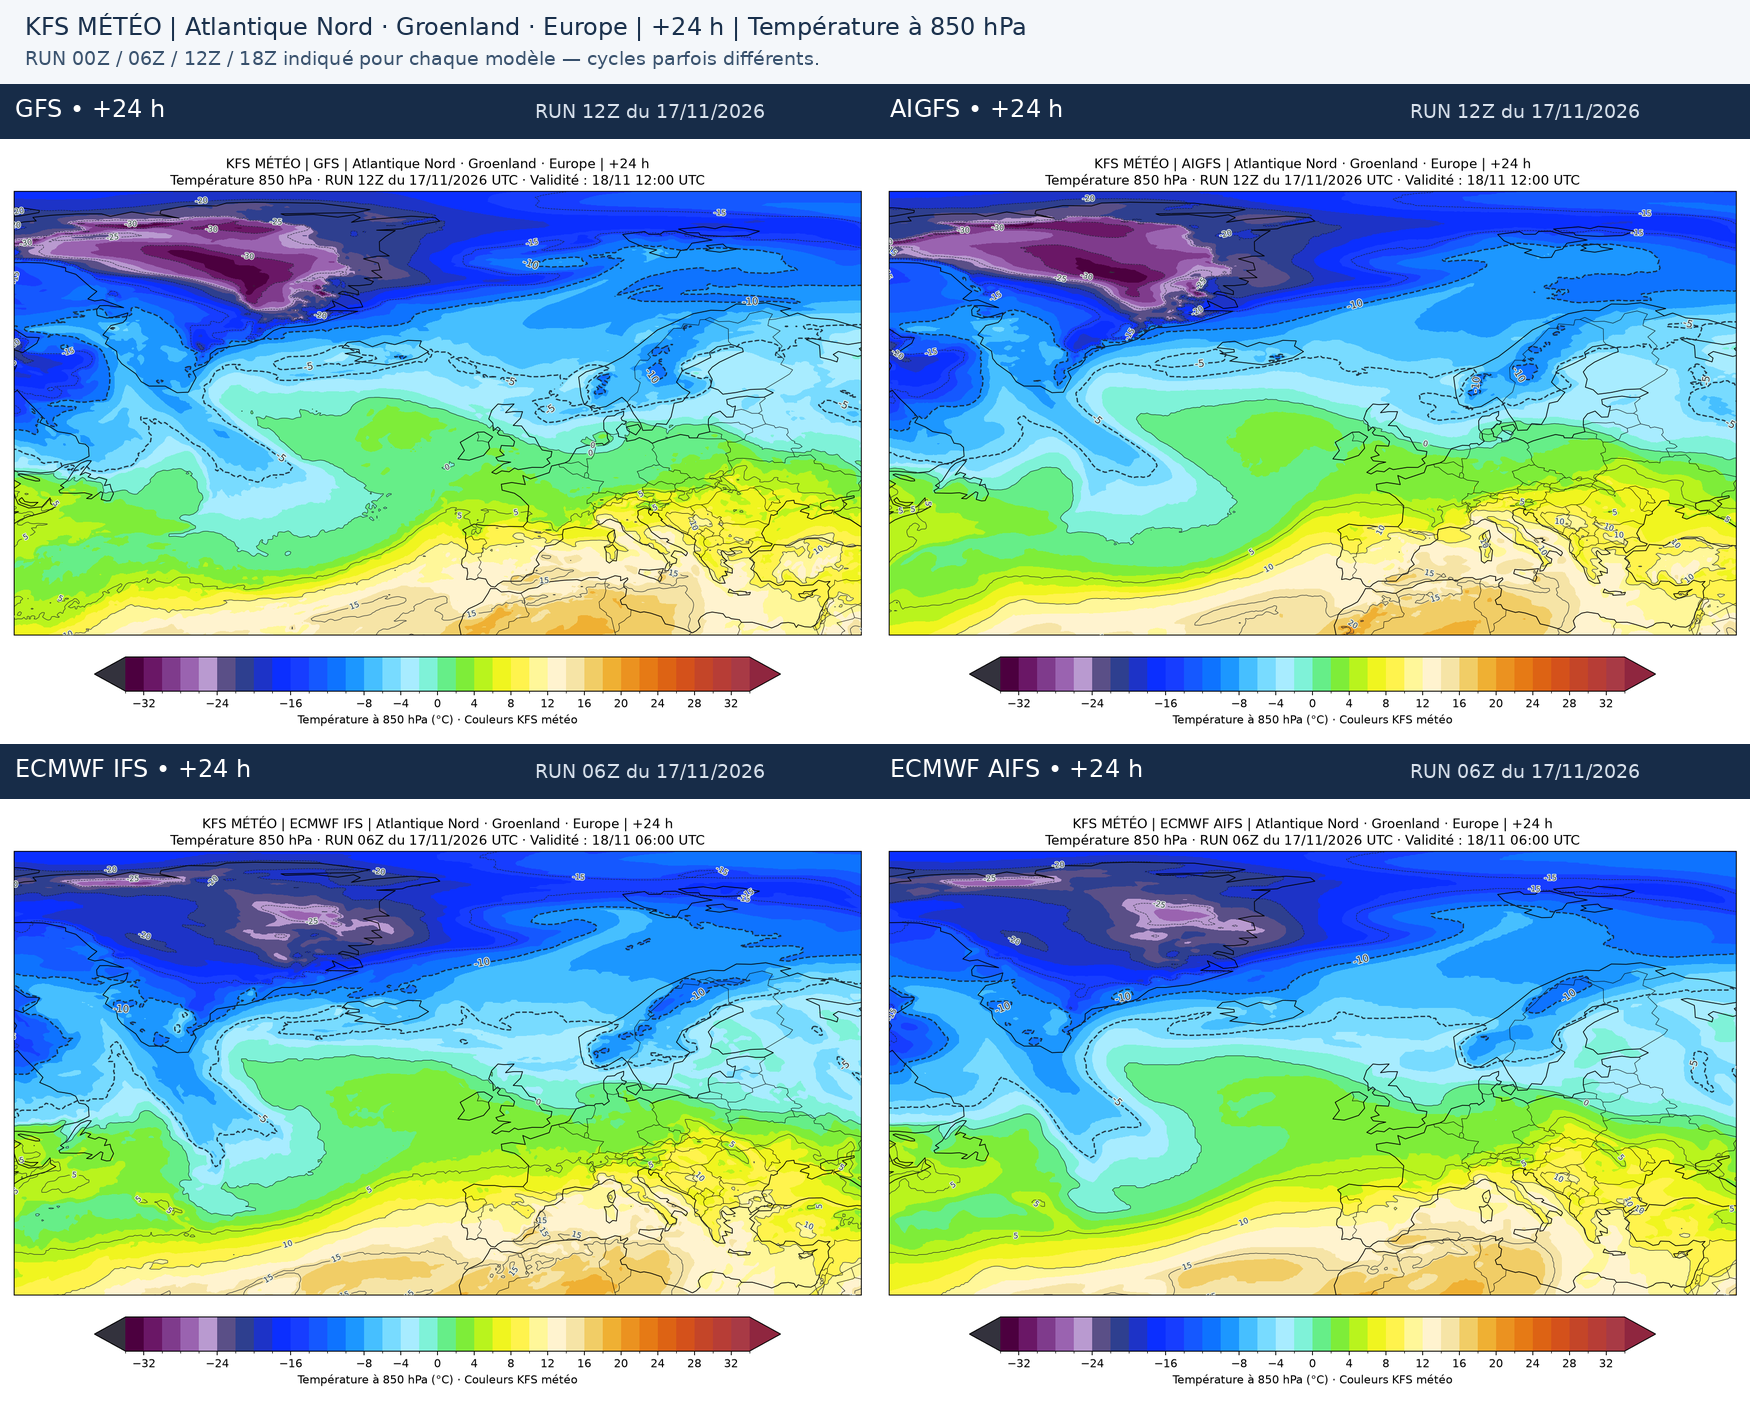 KFS MÉTÉO | Atlantique Nord · Groenland · Europe | +24 h | Température à 850 hPa
RUN 00Z / 06Z / 12Z / 18Z indiqué pour chaque modèle — cycles parfois différents.
GFS • +24 h
RUN 12Z du 17/11/2026
AIGFS • +24 h
RUN 12Z du 17/11/2026
KFS MÉTÉO | GFS | Atlantique Nord · Groenland · Europe | +24 h
Température 850 hPa · RUN 12Z du 17/11/2026 UTC · Validité : 18/11 12:00 UTC
KFS MÉTÉO | AIGFS | Atlantique Nord · Groenland · Europe | +24 h
Température 850 hPa · RUN 12Z du 17/11/2026 UTC · Validité : 18/11 12:00 UTC
−32 −24 −16 −8 −4 0 4 8 12 16 20 24 28 32
Température à 850 hPa (°C) · Couleurs KFS météo
−32 −24 −16 −8 −4 0 4 8 12 16 20 24 28 32
Température à 850 hPa (°C) · Couleurs KFS météo
ECMWF IFS • +24 h
RUN 06Z du 17/11/2026
ECMWF AIFS • +24 h
RUN 06Z du 17/11/2026
KFS MÉTÉO | ECMWF IFS | Atlantique Nord · Groenland · Europe | +24 h
Température 850 hPa · RUN 06Z du 17/11/2026 UTC · Validité : 18/11 06:00 UTC
KFS MÉTÉO | ECMWF AIFS | Atlantique Nord · Groenland · Europe | +24 h
Température 850 hPa · RUN 06Z du 17/11/2026 UTC · Validité : 18/11 06:00 UTC
−32 −24 −16 −8 −4 0 4 8 12 16 20 24 28 32
Température à 850 hPa (°C) · Couleurs KFS météo
−32 −24 −16 −8 −4 0 4 8 12 16 20 24 28 32
Température à 850 hPa (°C) · Couleurs KFS météo